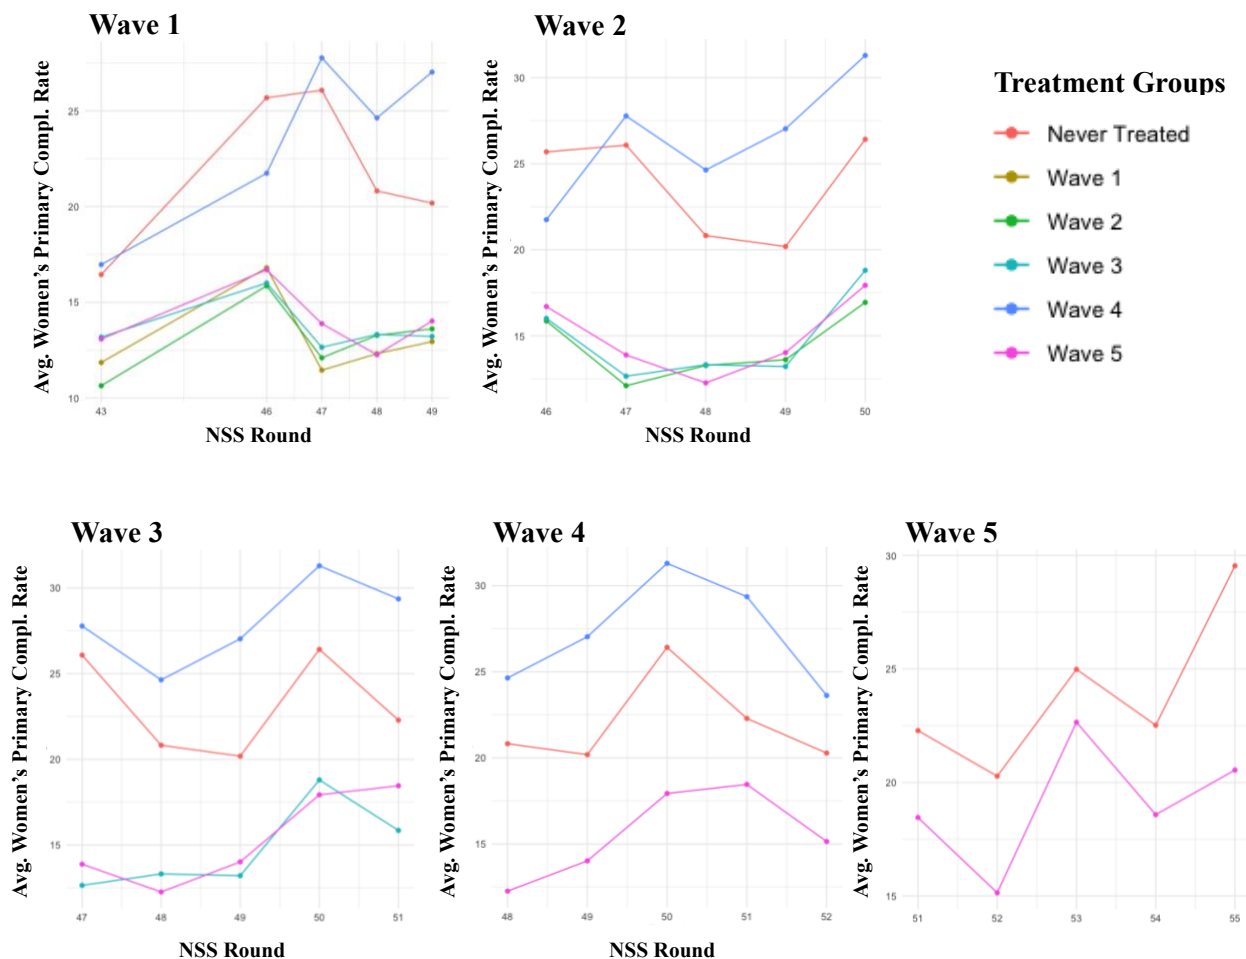 Wave 1
Avg. Women's Primary Compl. Rate
25
20
15
10
43 46 47 48 49
NSS Round
Wave 2
Avg. Women's Primary Compl. Rate
30
25
20
15
46 47 48 49 50
NSS Round
Treatment Groups
Never Treated
Wave 1
Wave 2
Wave 3
Wave 4
Wave 5
Wave 3
Avg. Women's Primary Compl. Rate
30
25
20
15
47 48 49 50 51
NSS Round
Wave 4
Avg. Women's Primary Compl. Rate
30
25
20
15
48 49 50 51 52
NSS Round
Wave 5
Avg. Women's Primary Compl. Rate
30
25
20
15
51 52 53 54 55